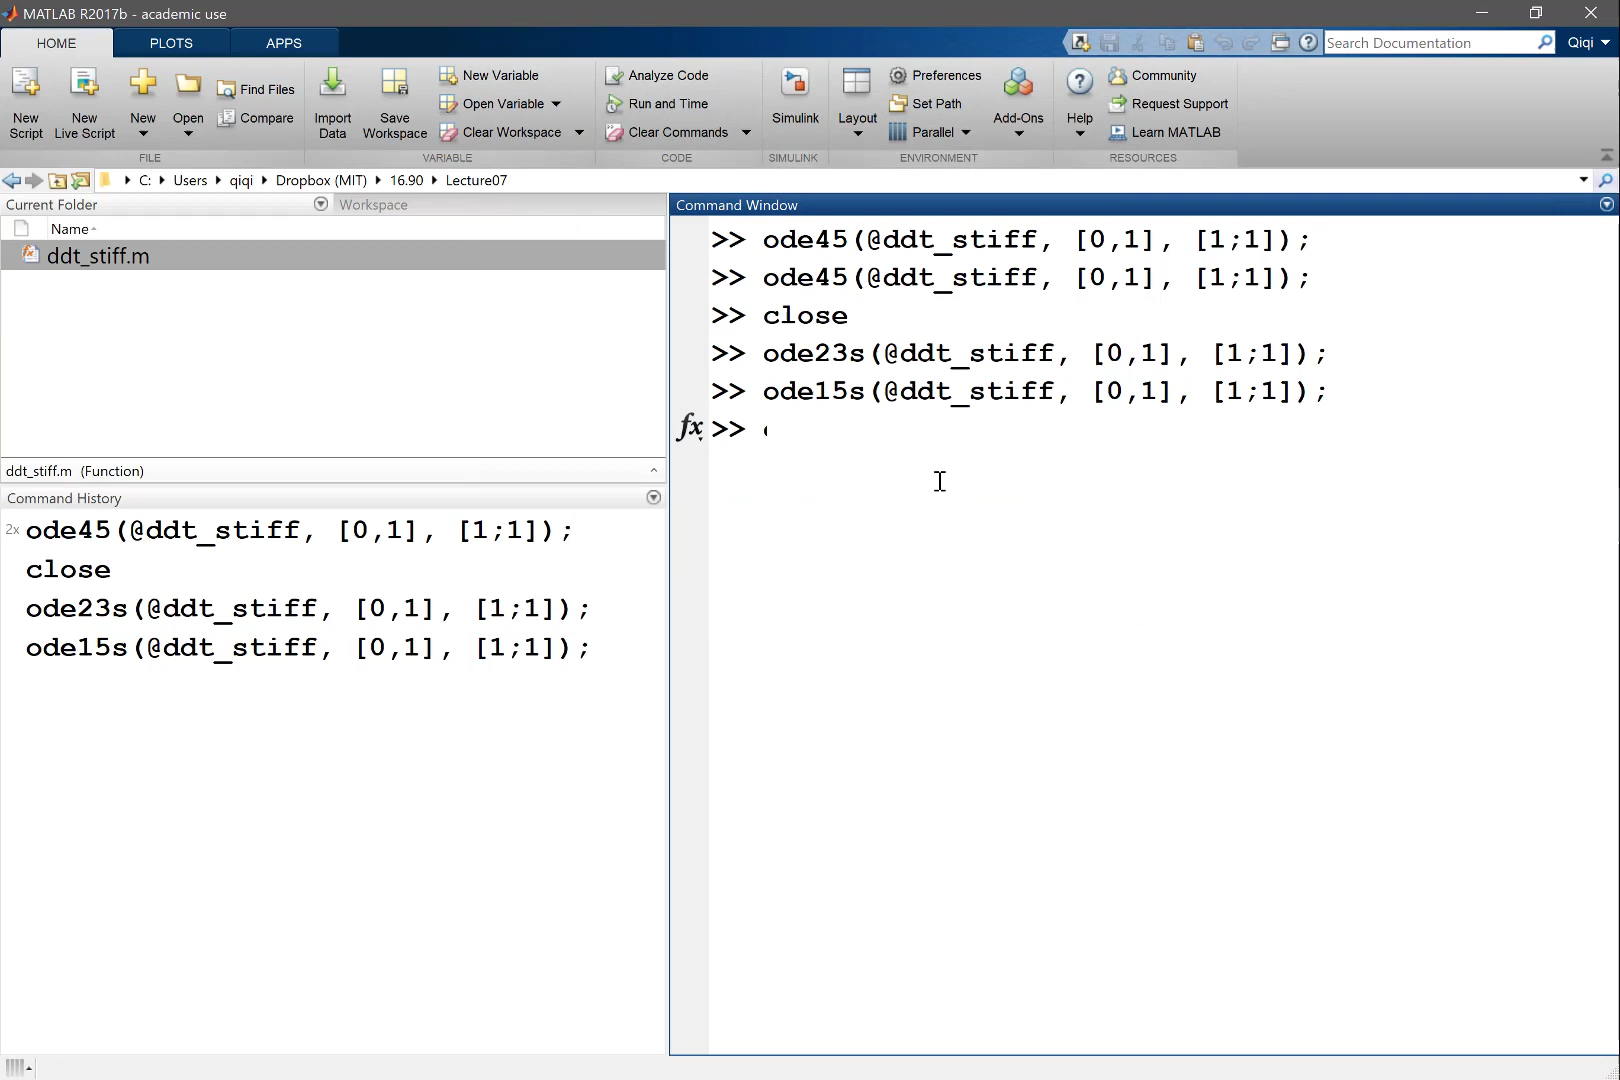 MATLAB R2017b - academic use
HOME PLOTS APPS
Search Documentation
Qiqi
New Script
New Live Script
New
Open
Find Files
Compare
FILE
Import Data
Save Workspace
New Variable
Open Variable
Clear Workspace
VARIABLE
Analyze Code
Run and Time
Clear Commands
CODE
Simulink
SIMULINK
Layout
Preferences
Set Path
Parallel
Add-Ons
ENVIRONMENT
Help
Community
Request Support
Learn MATLAB
RESOURCES
C: Users qiqi Dropbox (MIT) 16.90 Lecture07
Current Folder
Workspace
Name
ddt_stiff.m
ddt_stiff.m (Function)
Command History
2x ode45(@ddt_stiff, [0,1], [1;1]);
close
ode23s(@ddt_stiff, [0,1], [1;1]);
ode15s(@ddt_stiff, [0,1], [1;1]);
Command Window
>> ode45(@ddt_stiff, [0,1], [1;1]);
>> ode45(@ddt_stiff, [0,1], [1;1]);
>> close
>> ode23s(@ddt_stiff, [0,1], [1;1]);
>> ode15s(@ddt_stiff, [0,1], [1;1]);
fx >>